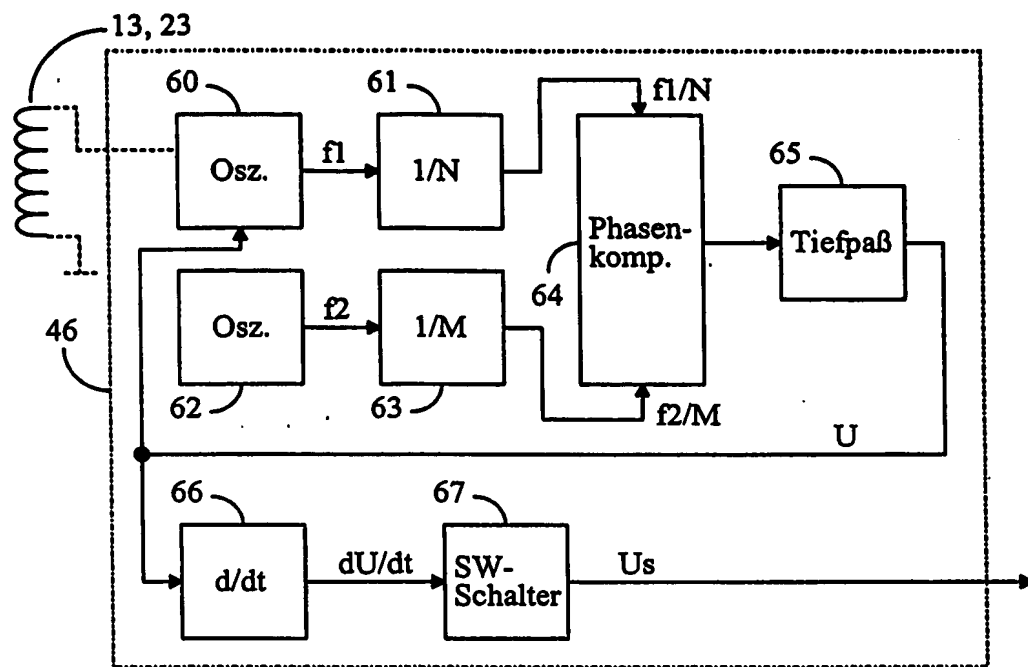 13, 23
60
61
f1/N
Osz.
f1
1/N
65
Phasen-
komp.
Tiefpaß
64
46
Osz.
f2
1/M
62
63
f2/M
U
66
67
d/dt
dU/dt
SW-
Schalter
Us